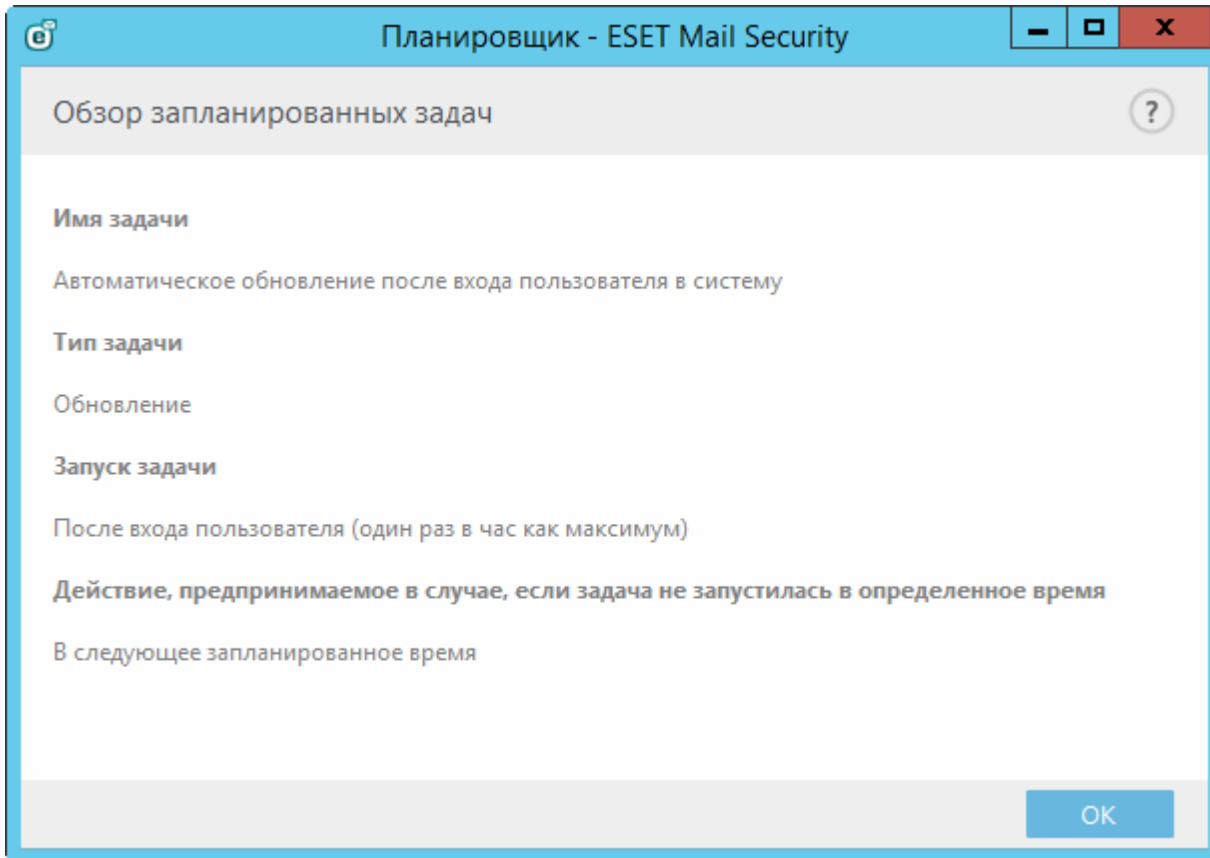 Планировщик - ESET Mail Security
Обзор запланированных задач
?
Имя задачи
Автоматическое обновление после входа пользователя в систему
Тип задачи
Обновление
Запуск задачи
После входа пользователя (один раз в час как максимум)
Действие, предпринимаемое в случае, если задача не запустилась в определенное время
В следующее запланированное время
OK